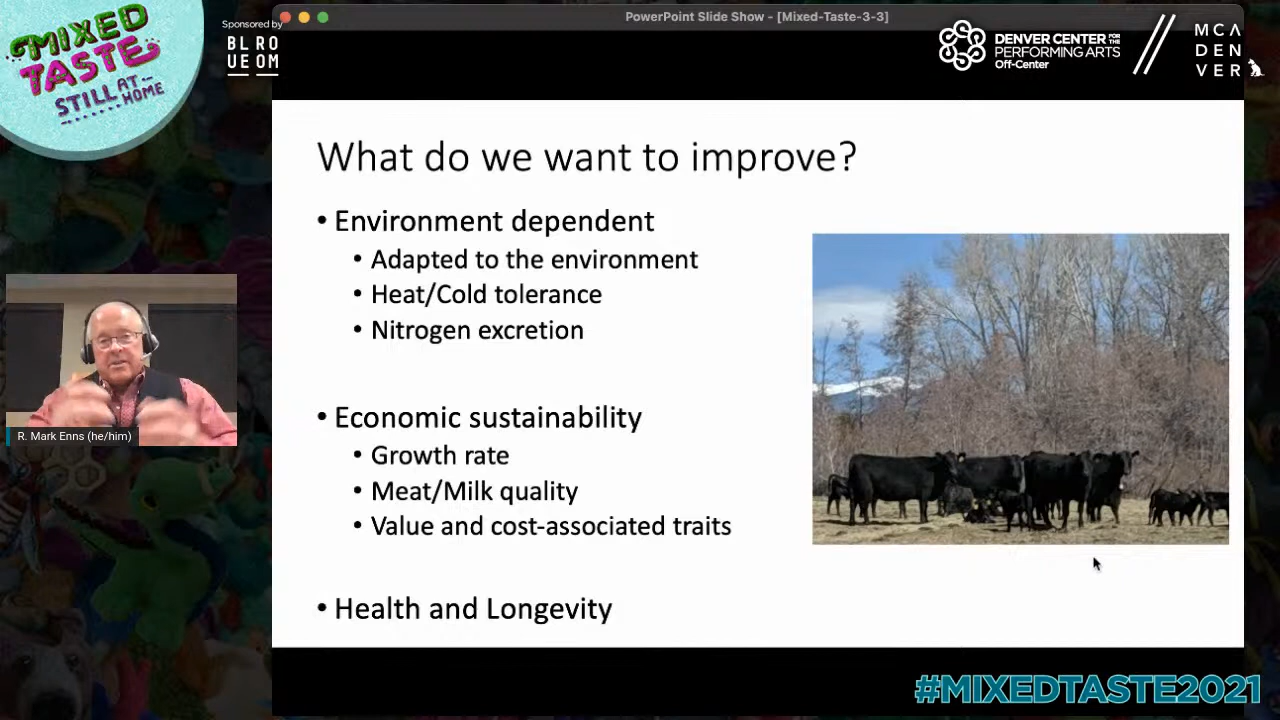 MIXED
TASTE
STILL AT
HOME
Sponsored by
BL RO
UE OM
PowerPoint Slide Show - [Mixed-Taste-3-3]
DENVER CENTER FOR THE
PERFORMING ARTS
Off-Center
MCA
DEN
VER
What do we want to improve?
• Environment dependent
• Adapted to the environment
• Heat/Cold tolerance
• Nitrogen excretion
• Economic sustainability
• Growth rate
• Meat/Milk quality
• Value and cost-associated traits
• Health and Longevity
R. Mark Enns (he/him)
#MIXEDTASTE2021